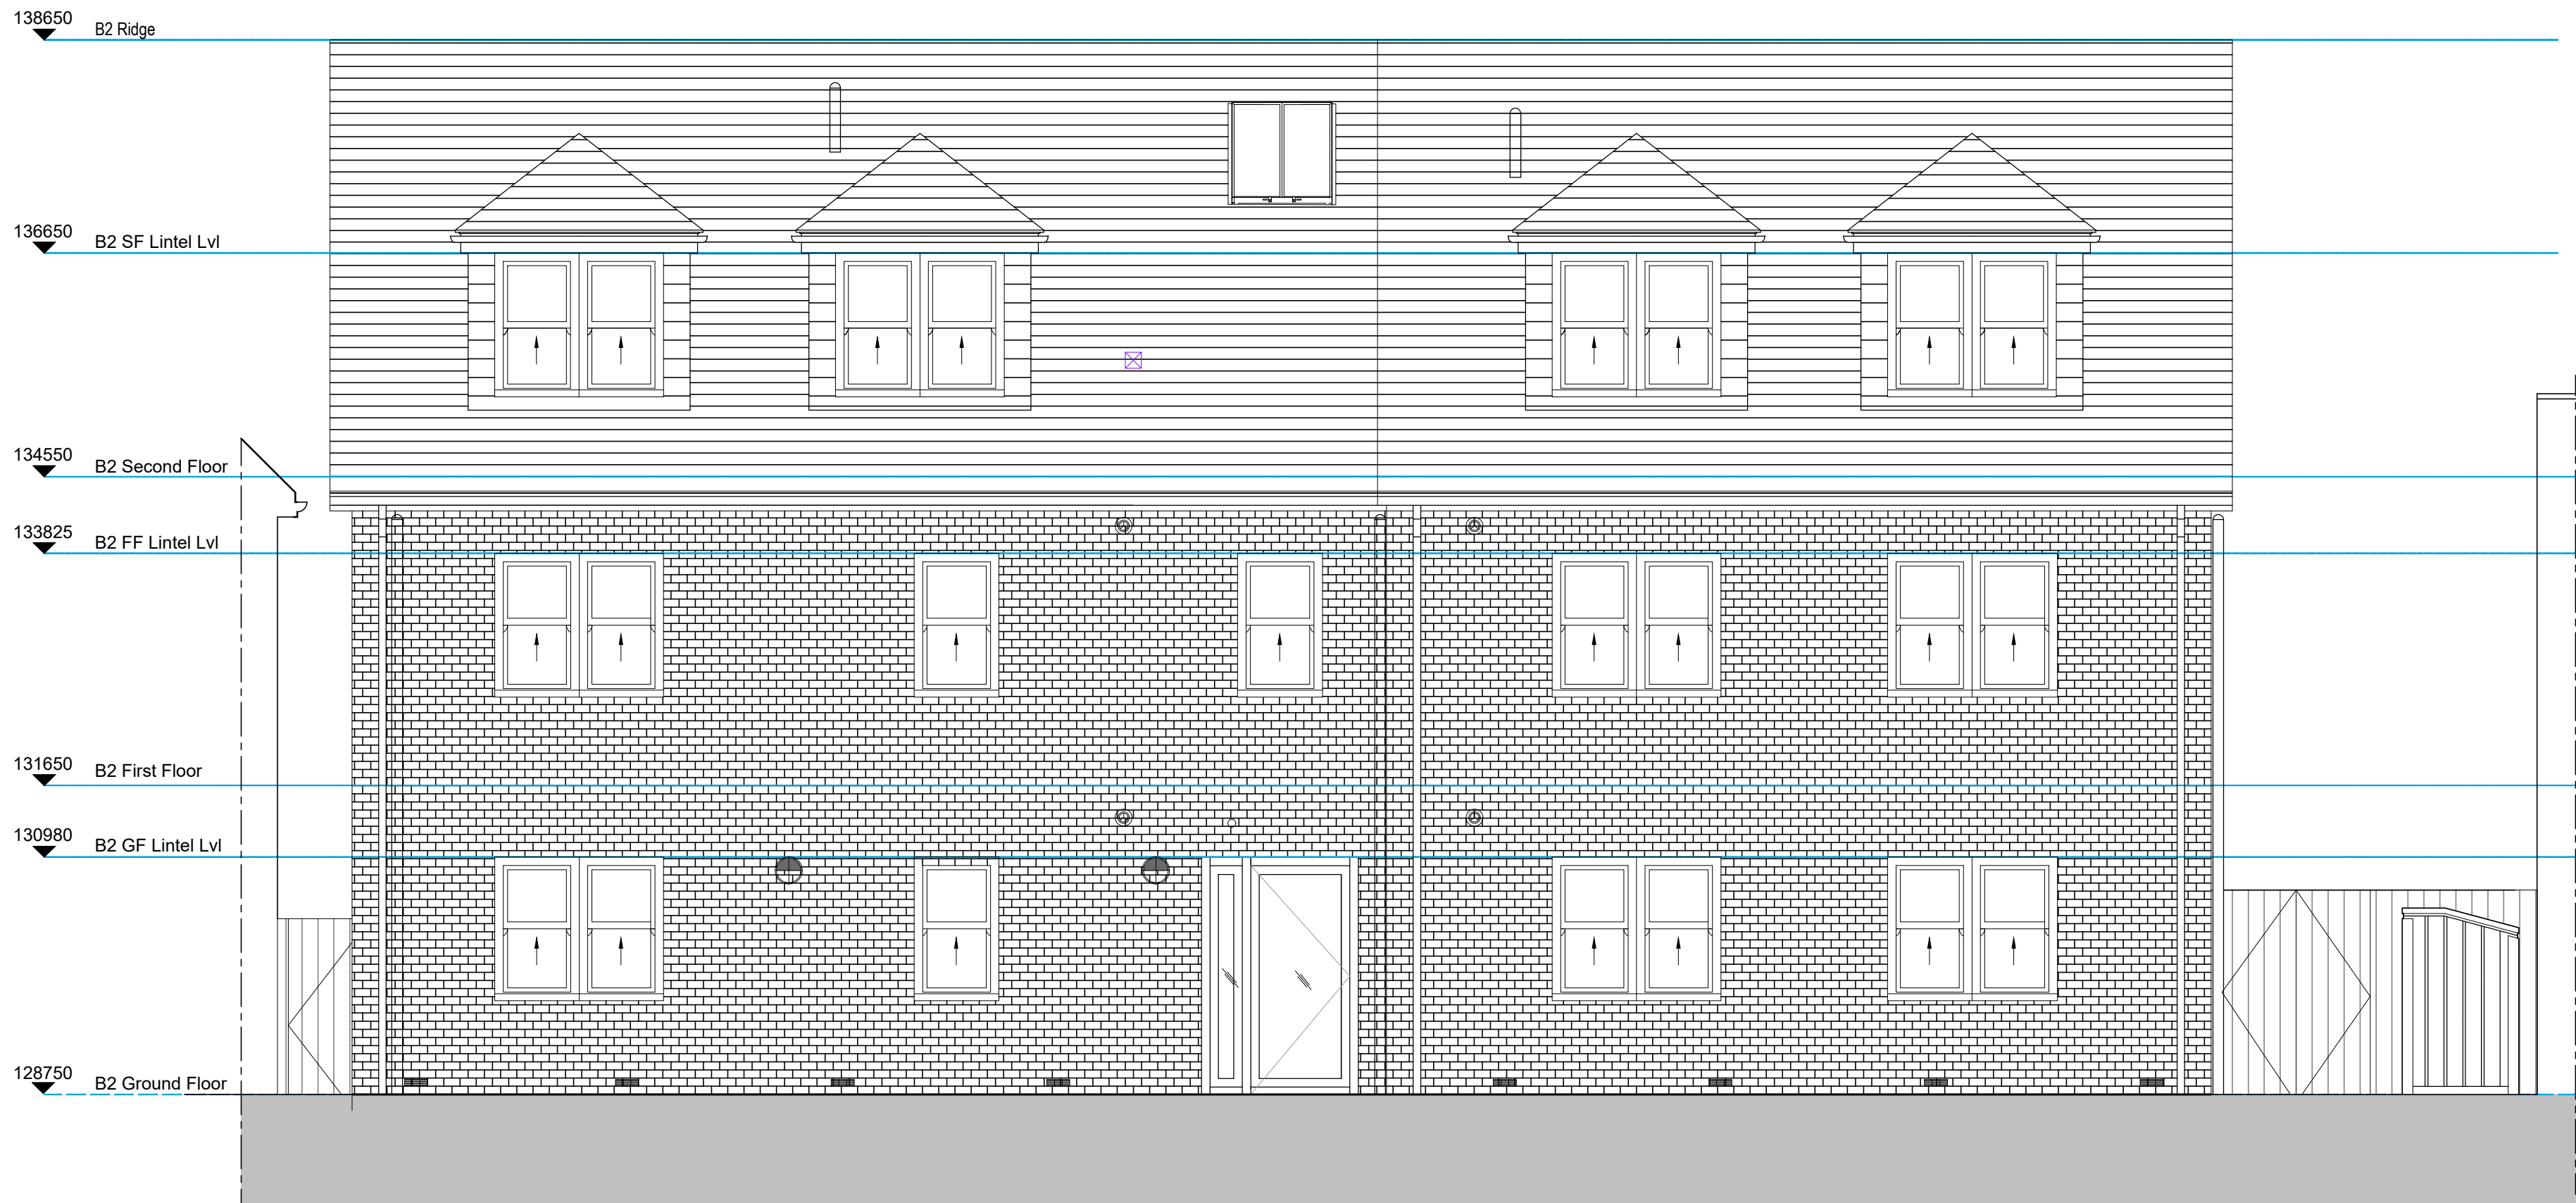 138650
B2 Ridge
136650
B2 SF Lintel Lvl
134550
B2 Second Floor
133825
B2 FF Lintel Lvl
131650
B2 First Floor
130980
B2 GF Lintel Lvl
128750
B2 Ground Floor